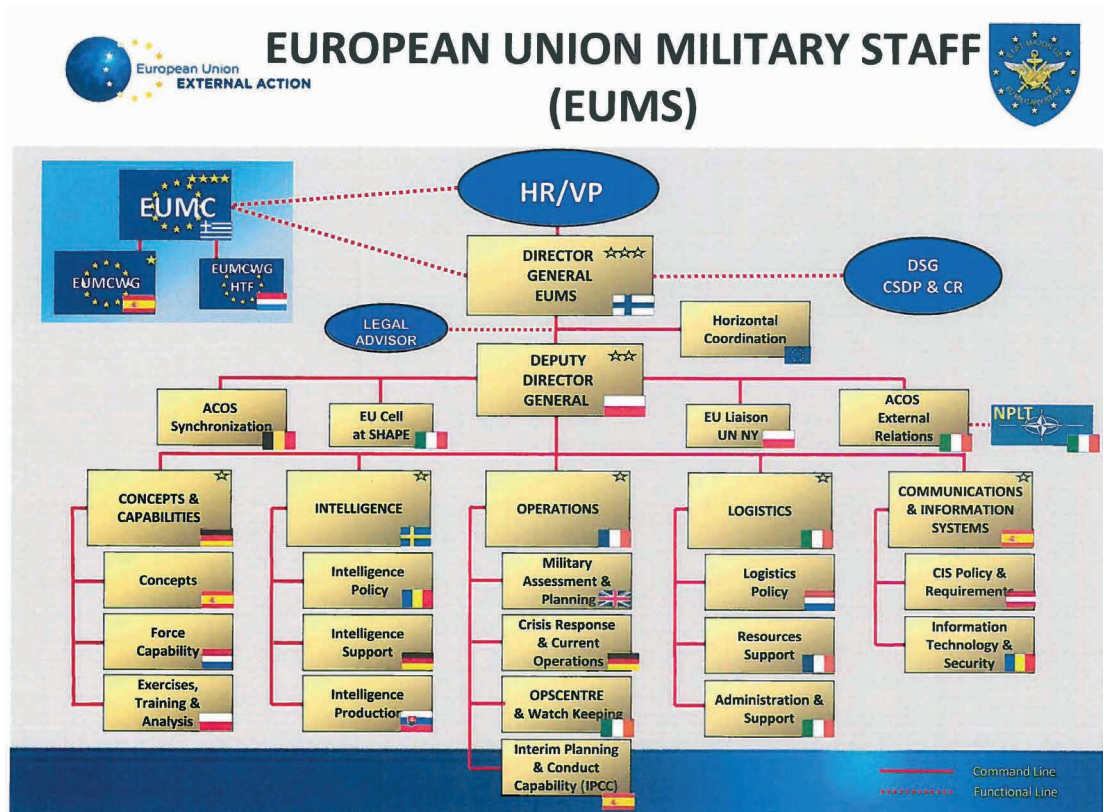 European Union
EXTERNAL ACTION
EUROPEAN UNION MILITARY STAFF
(EUMS)
EU MILITARY STAFF
EUMC
EUMCWG
EUMCWG
HTF
HR/VP
DIRECTOR
GENERAL
EUMS
DSG
CSDP & CR
LEGAL
ADVISOR
Horizontal
Coordination
DEPUTY
DIRECTOR
GENERAL
ACOS
Synchronization
EU Cell
at SHAPE
EU Liaison
UN NY
ACOS
External
Relations
NPLT
CONCEPTS &
CAPABILITIES
INTELLIGENCE
OPERATIONS
LOGISTICS
COMMUNICATIONS
& INFORMATION
SYSTEMS
Concepts
Force
Capability
Exercises,
Training &
Analysis
Intelligence
Policy
Intelligence
Support
Intelligence
Production
Military
Assessment &
Planning
Crisis Response
& Current
Operations
OPSCENTRE
& Watch Keeping
Interim Planning
& Conduct
Capability (IPCC)
Logistics
Policy
Resources
Support
Administration &
Support
CIS Policy &
Requirements
Information
Technology &
Security
Command Line
Functional Line